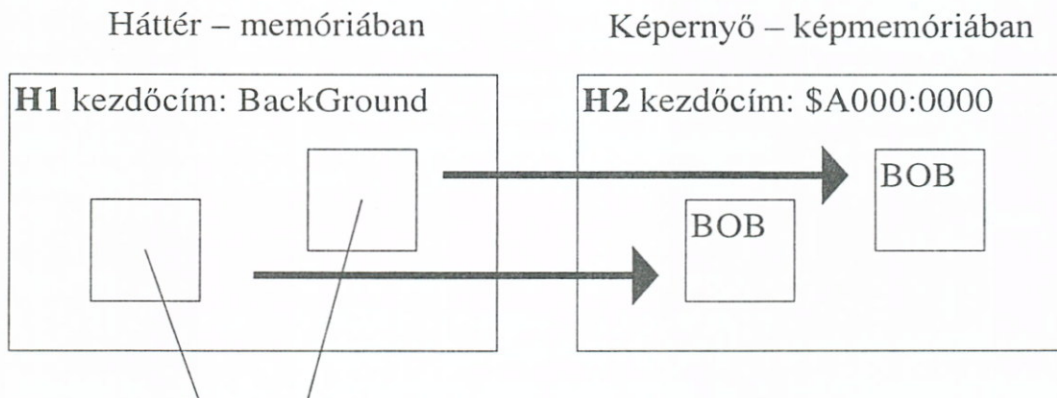 Háttér – memóriában
Képernyő – képmemóriában
H1 kezdőcím: BackGround
H2 kezdőcím: $A000:0000
BOB
BOB